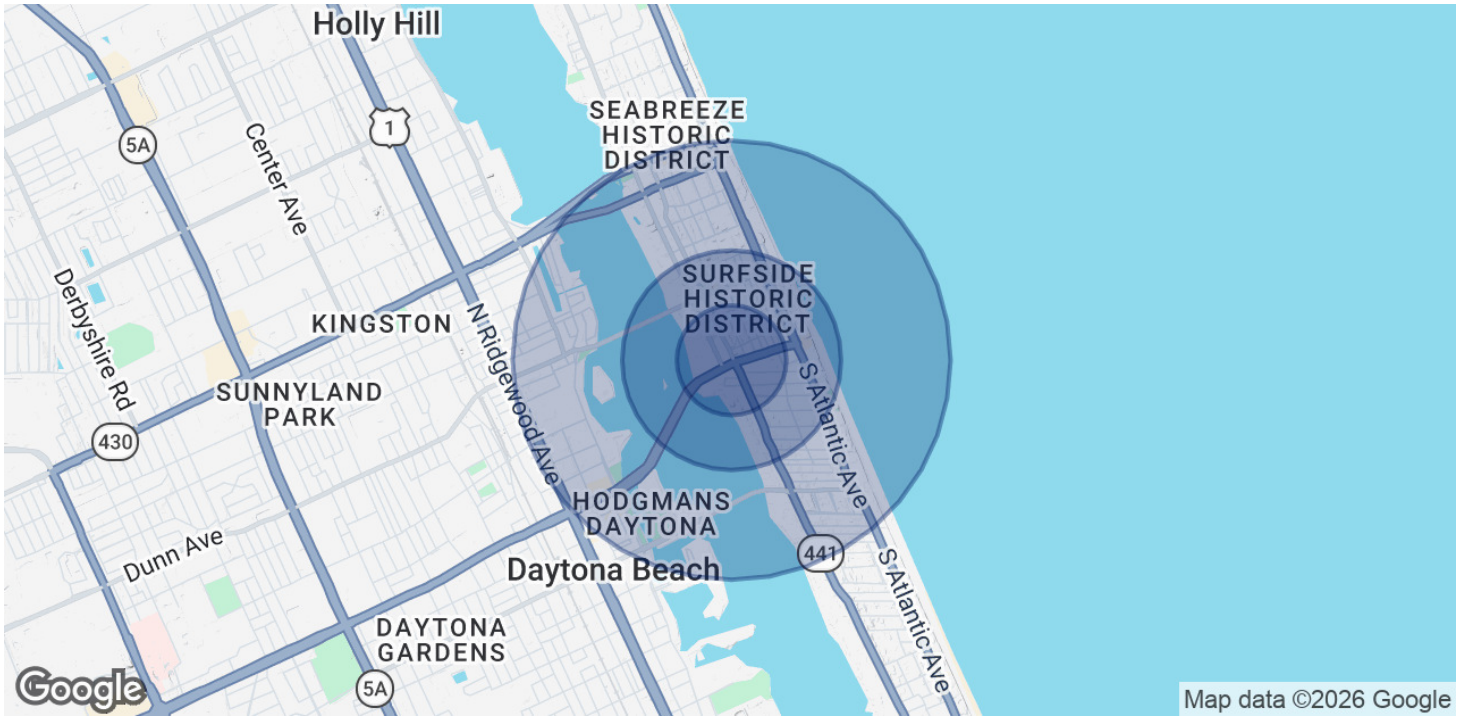 Holly Hill
SEABREEZE
HISTORIC
DISTRICT
1
5A
Center Ave
SURFSIDE
HISTORIC
DISTRICT
Derbyshire Rd
KINGSTON
N Ridgewood Ave
SUNNYLAND
PARK
S Atlantic Ave
430
HODGMANS
DAYTONA
Dunn Ave
441
Daytona Beach
S Atlantic Ave
DAYTONA
GARDENS
5A
Google
Map data ©2026 Google